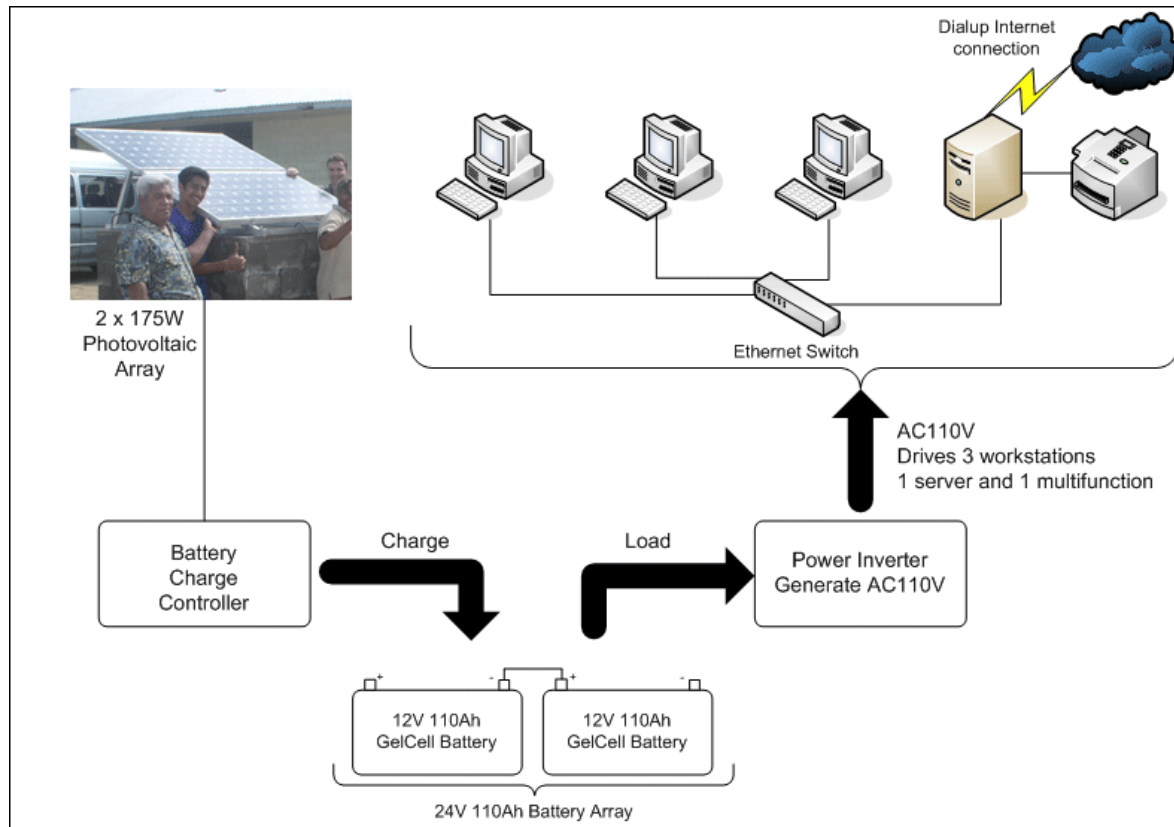 Dialup Internet
connection
2 x 175W
Photovoltaic
Array
Ethernet Switch
AC110V
Drives 3 workstations
1 server and 1 multifunction
Battery
Charge
Controller
Charge
Load
Power Inverter
Generate AC110V
+
-
+
-
12V 110Ah
GelCell Battery
12V 110Ah
GelCell Battery
24V 110Ah Battery Array